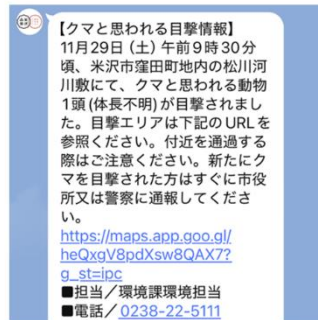 【クマと思われる目撃情報】
11月29日（土）午前9時30分
頃、米沢市窪田町地内の松川河
川敷にて、クマと思われる動物
1頭(体長不明)が目撃されまし
た。目撃エリアは下記のURLを
参照ください。付近を通過する
際はご注意ください。新たにク
マを目撃された方はすぐに市役
所又は警察に通報してくださ
い。
https://maps.app.goo.gl/
heQxgV8pdXsw8QAX7?
g_st=ipc
■担当／環境課環境担当
■電話／0238-22-5111